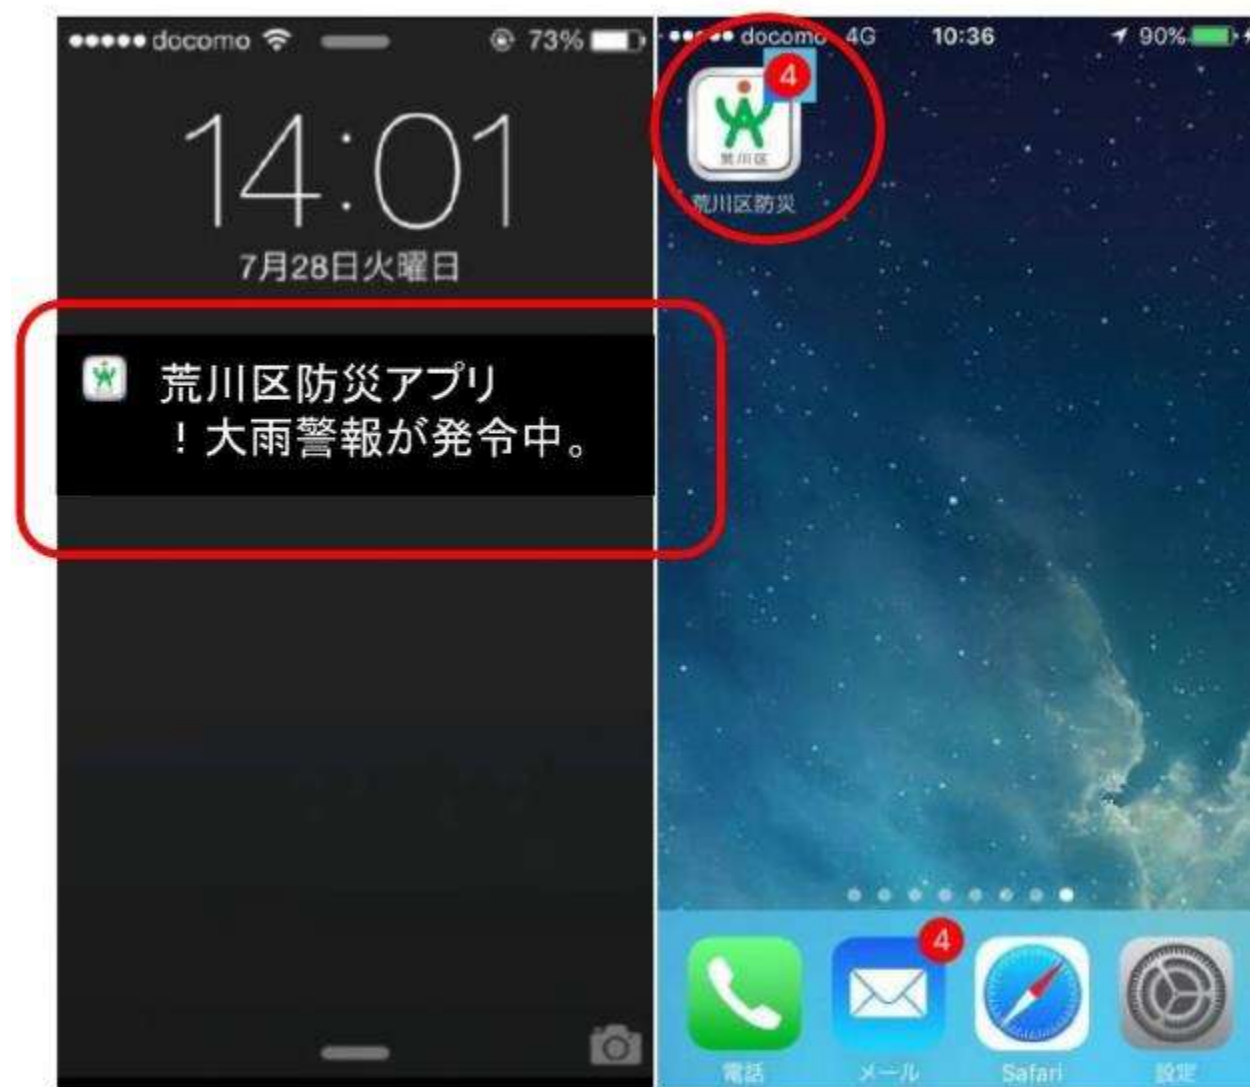 docomo
73%
14:01
7月28日火曜日
荒川区防災アプリ
！大雨警報が発令中。
docomo 4G
10:36
90%
4
荒川区
荒川区防災
4
電話
メール
Safari
設定